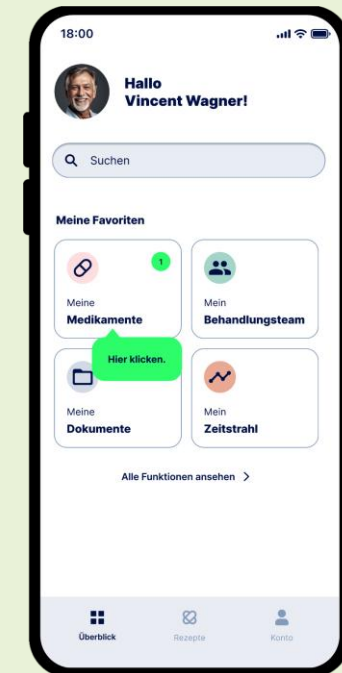 18:00
Hallo
Vincent Wagner!
Suchen
Meine Favoriten
1
Meine
Medikamente
Mein
Behandlungsteam
Hier klicken.
Meine
Dokumente
Mein
Zeitstrahl
Alle Funktionen ansehen
Überblick
Rezepte
Konto